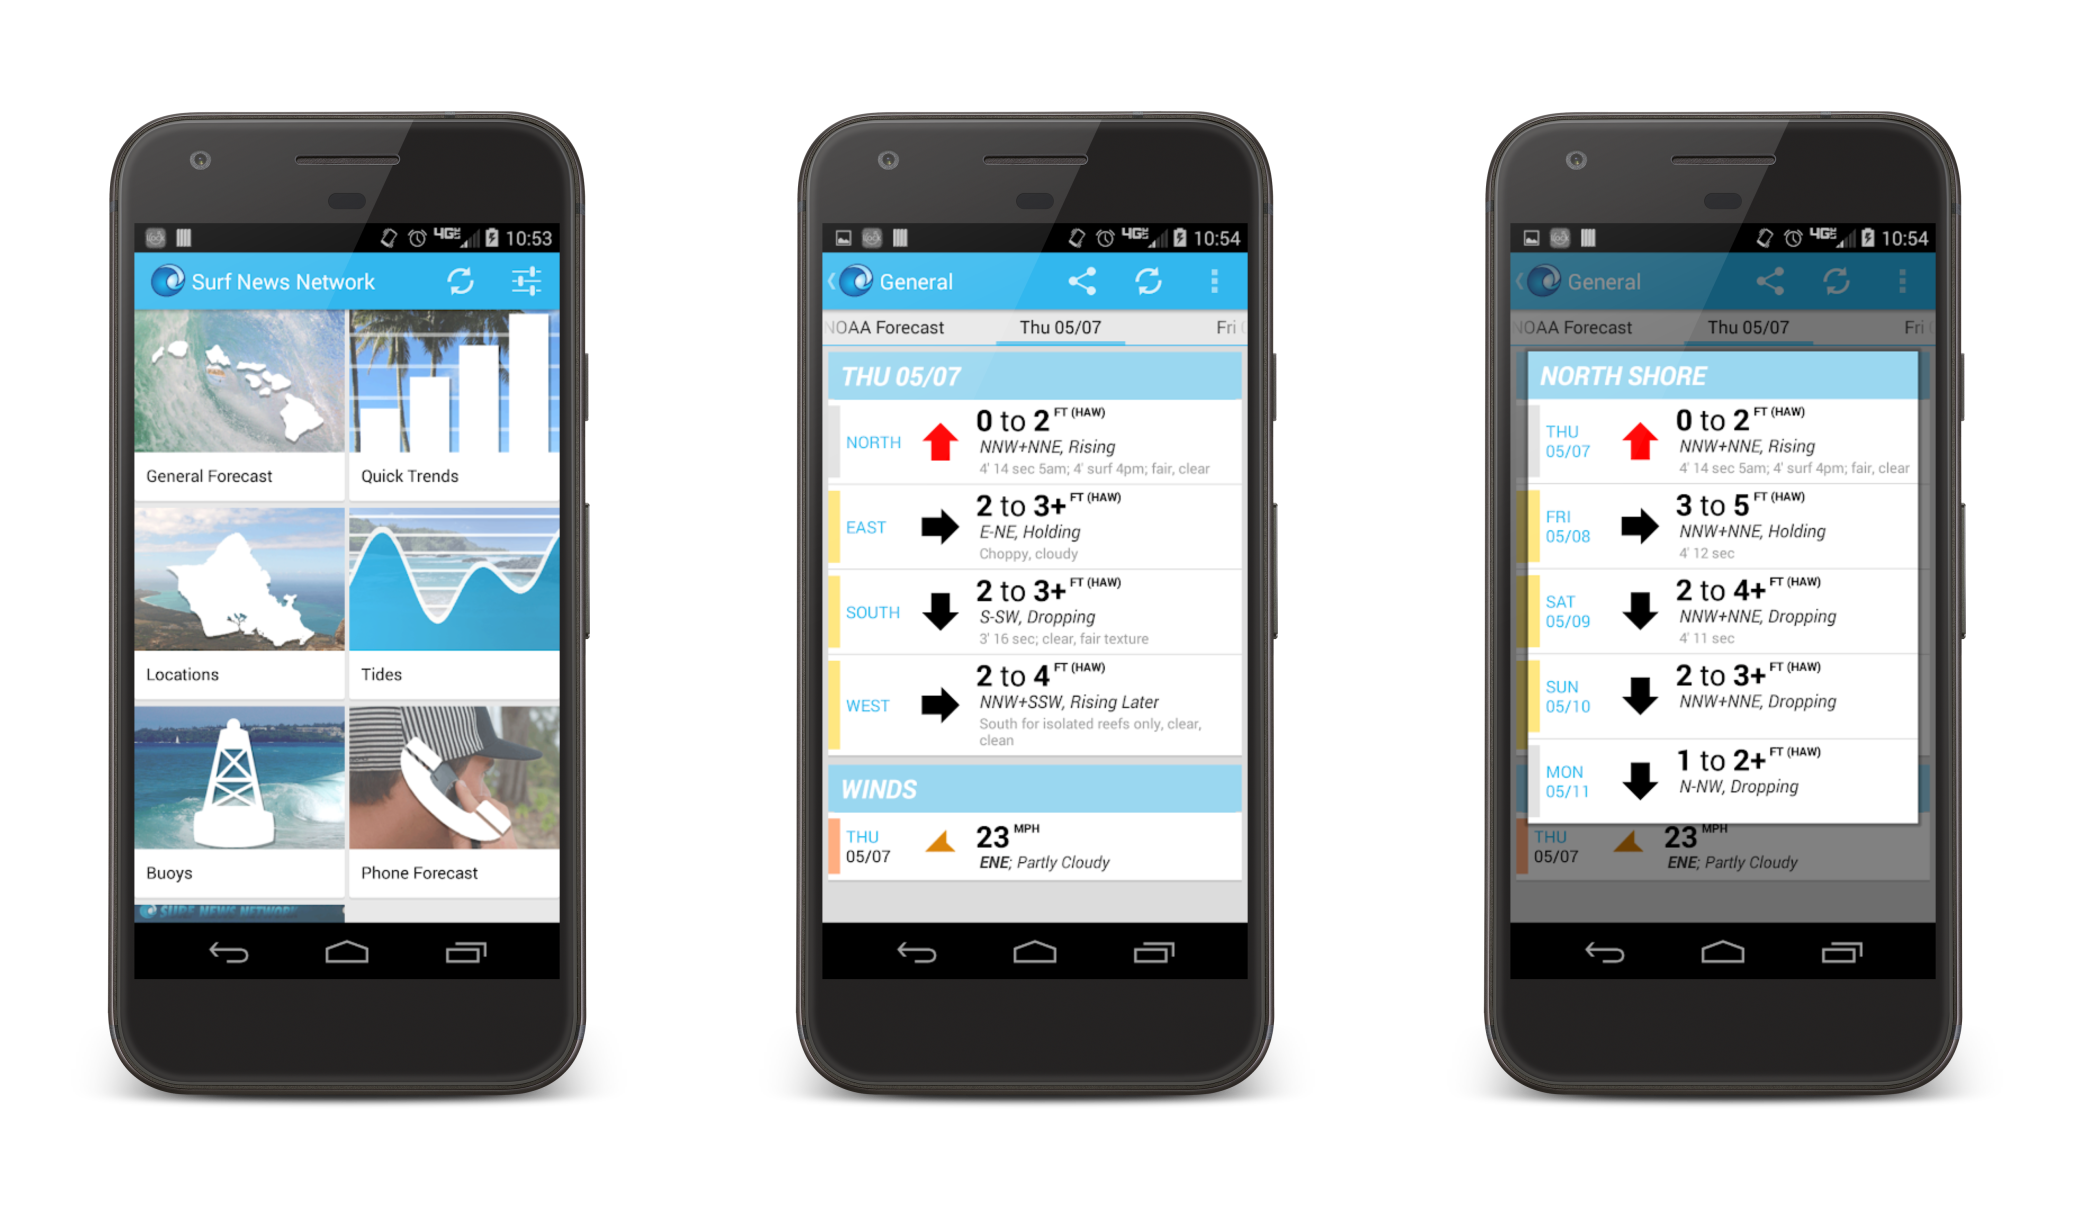 10:53
Surf News Network
General Forecast
Quick Trends
Locations
Tides
Buoys
Phone Forecast
SURF NEWS NETWORK
10:54
General
NOAA Forecast
Thu 05/07
Fri
THU 05/07
NORTH
0 to 2 FT (HAW)
NNW+NNE, Rising
4' 14 sec 5am; 4' surf 4pm; fair, clear
EAST
2 to 3+ FT (HAW)
E-NE, Holding
Choppy, cloudy
SOUTH
2 to 3+ FT (HAW)
S-SW, Dropping
3' 16 sec; clear, fair texture
WEST
2 to 4 FT (HAW)
NNW+SSW, Rising Later
South for isolated reefs only, clear,
clean
WINDS
THU
05/07
23 MPH
ENE; Partly Cloudy
10:54
General
NOAA Forecast
Thu 05/07
Fri
NORTH SHORE
THU
05/07
0 to 2 FT (HAW)
NNW+NNE, Rising
4' 14 sec 5am; 4' surf 4pm; fair, clear
FRI
05/08
3 to 5 FT (HAW)
NNW+NNE, Holding
4' 12 sec
SAT
05/09
2 to 4+ FT (HAW)
NNW+NNE, Dropping
4' 11 sec
SUN
05/10
2 to 3+ FT (HAW)
NNW+NNE, Dropping
MON
05/11
1 to 2+ FT (HAW)
N-NW, Dropping
THU
05/07
23 MPH
ENE; Partly Cloudy